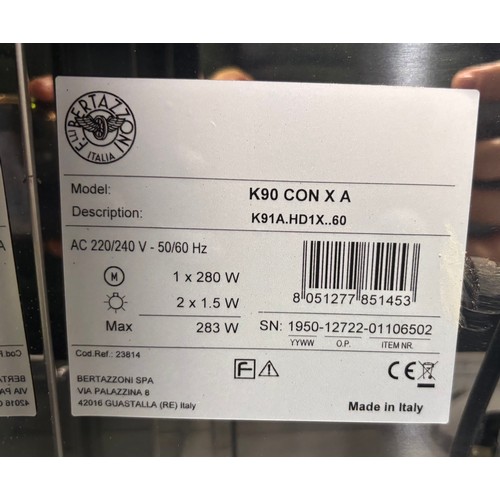 F.LLI BERTAZZONI
ITALIA
Model: K90 CON X A
Description: K91A.HD1X..60
AC 220/240 V - 50/60 Hz
M 1 x 280 W
2 x 1.5 W
Max 283 W
8 051277 851453
SN: 1950-12722-01106502
YYWW O.P. ITEM NR.
Cod.Ref.: 23814
F
CE
BERTAZZONI SPA
VIA PALAZZINA 8
42016 GUASTALLA (RE) Italy
Made in Italy